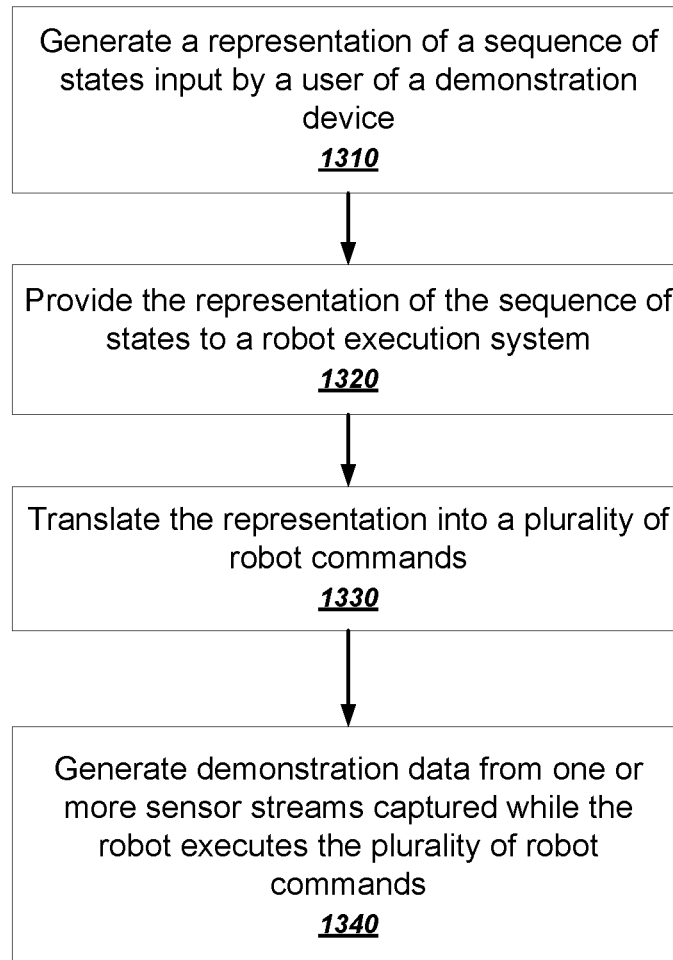 Generate a representation of a sequence of
states input by a user of a demonstration
device
1310
Provide the representation of the sequence of
states to a robot execution system
1320
Translate the representation into a plurality of
robot commands
1330
Generate demonstration data from one or
more sensor streams captured while the
robot executes the plurality of robot
commands
1340